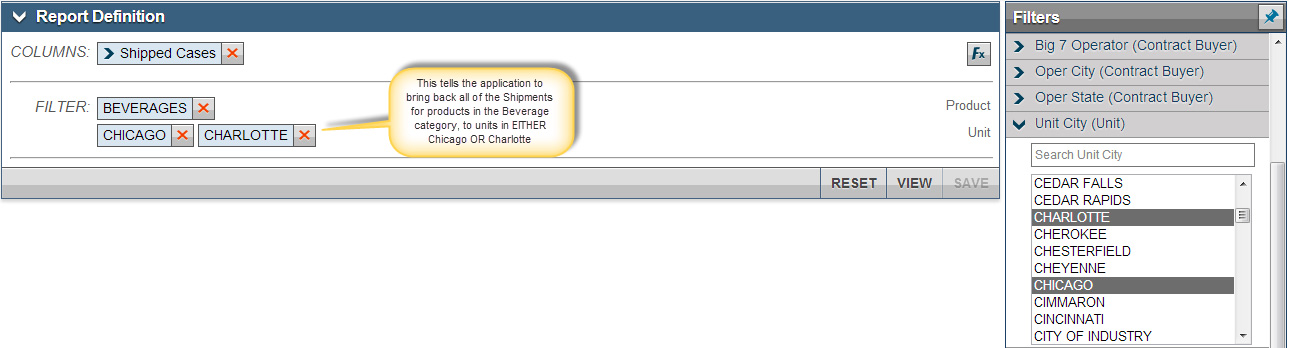 Report Definition
COLUMNS: Shipped Cases
Fx
FILTER: BEVERAGES
Product
CHICAGO CHARLOTTE
Unit
This tells the application to
bring back all of the Shipments
for products in the Beverage
category, to units in EITHER
Chicago OR Charlotte
RESET VIEW SAVE
Filters
Big 7 Operator (Contract Buyer)
Oper City (Contract Buyer)
Oper State (Contract Buyer)
Unit City (Unit)
Search Unit City
CEDAR FALLS
CEDAR RAPIDS
CHARLOTTE
CHEROKEE
CHESTERFIELD
CHEYENNE
CHICAGO
CIMMARON
CINCINNATI
CITY OF INDUSTRY